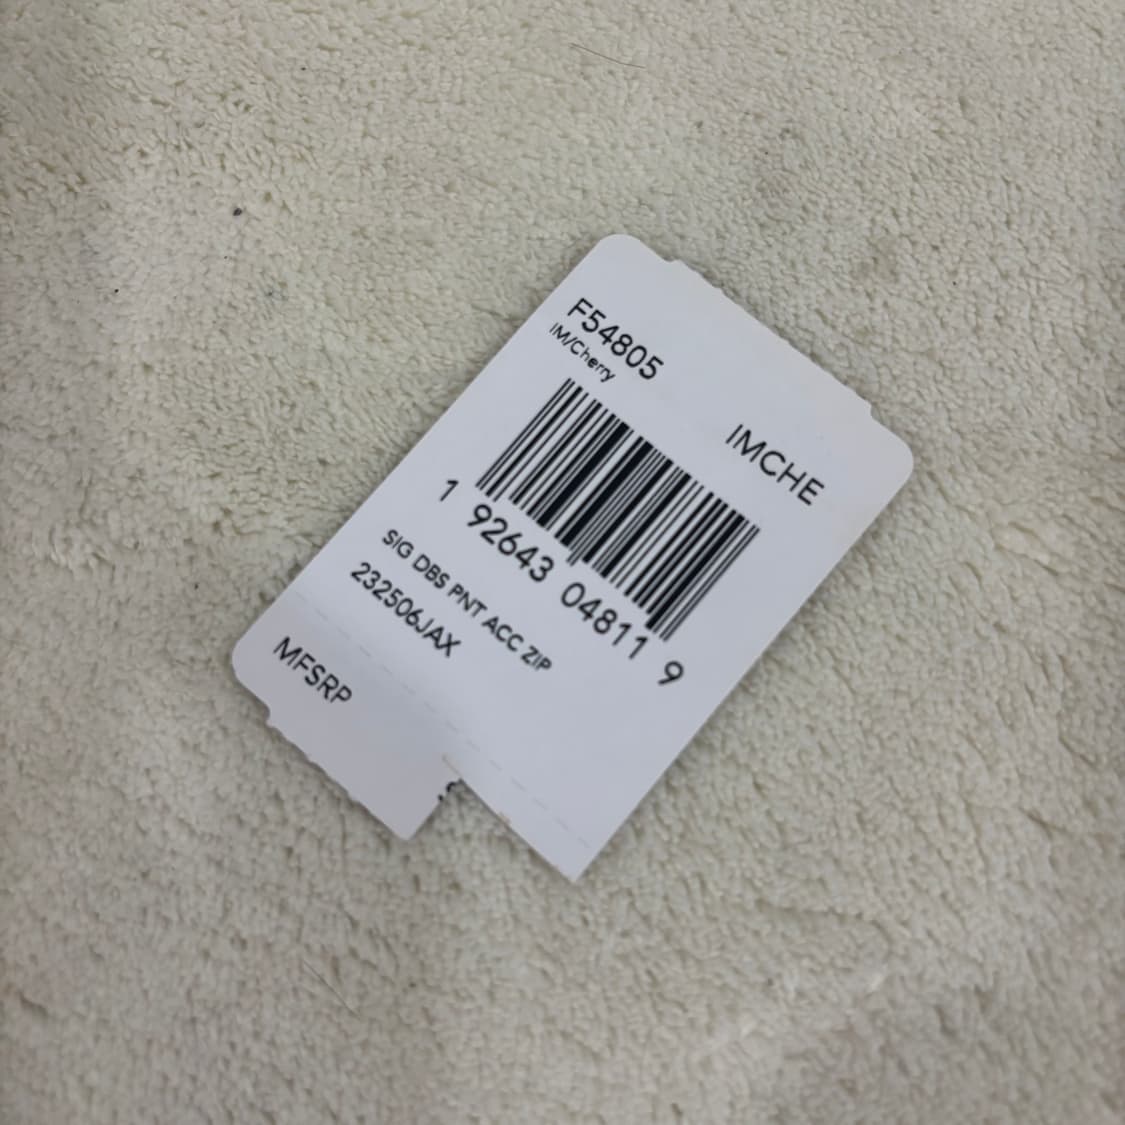 F54805
IM/Cherry
IMCHE
1 92643 04811 9
SIG DBS PNT ACC ZIP
232506JAX
MFSRP